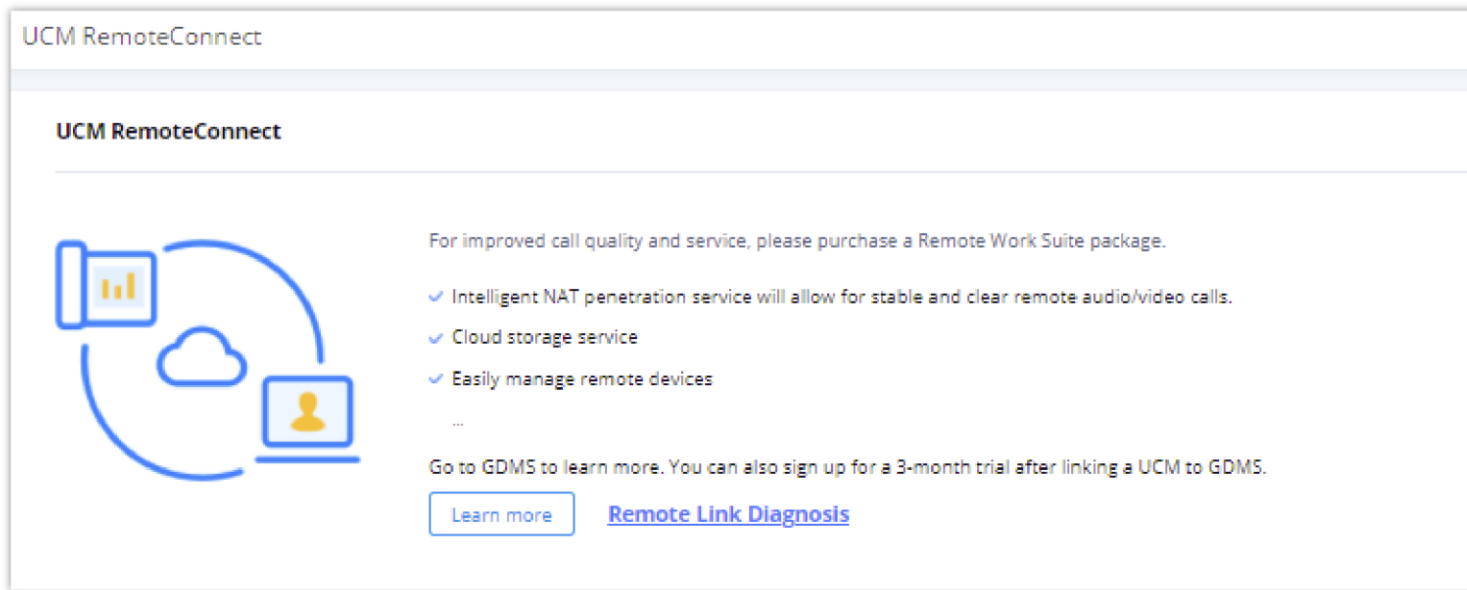 UCM RemoteConnect
UCM RemoteConnect
For improved call quality and service, please purchase a Remote Work Suite package.
Intelligent NAT penetration service will allow for stable and clear remote audio/video calls.
Cloud storage service
Easily manage remote devices
...
Go to GDMS to learn more. You can also sign up for a 3-month trial after linking a UCM to GDMS.
Learn more Remote Link Diagnosis